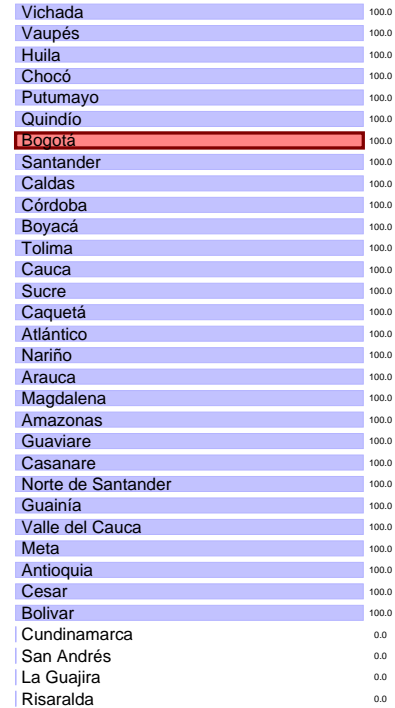 Vichada 100.0
Vaupés 100.0
Huila 100.0
Chocó 100.0
Putumayo 100.0
Quindío 100.0
Bogotá 100.0
Santander 100.0
Caldas 100.0
Córdoba 100.0
Boyacá 100.0
Tolima 100.0
Cauca 100.0
Sucre 100.0
Caquetá 100.0
Atlántico 100.0
Nariño 100.0
Arauca 100.0
Magdalena 100.0
Amazonas 100.0
Guaviare 100.0
Casanare 100.0
Norte de Santander 100.0
Guainía 100.0
Valle del Cauca 100.0
Meta 100.0
Antioquia 100.0
Cesar 100.0
Bolivar 100.0
Cundinamarca 0.0
San Andrés 0.0
La Guajira 0.0
Risaralda 0.0